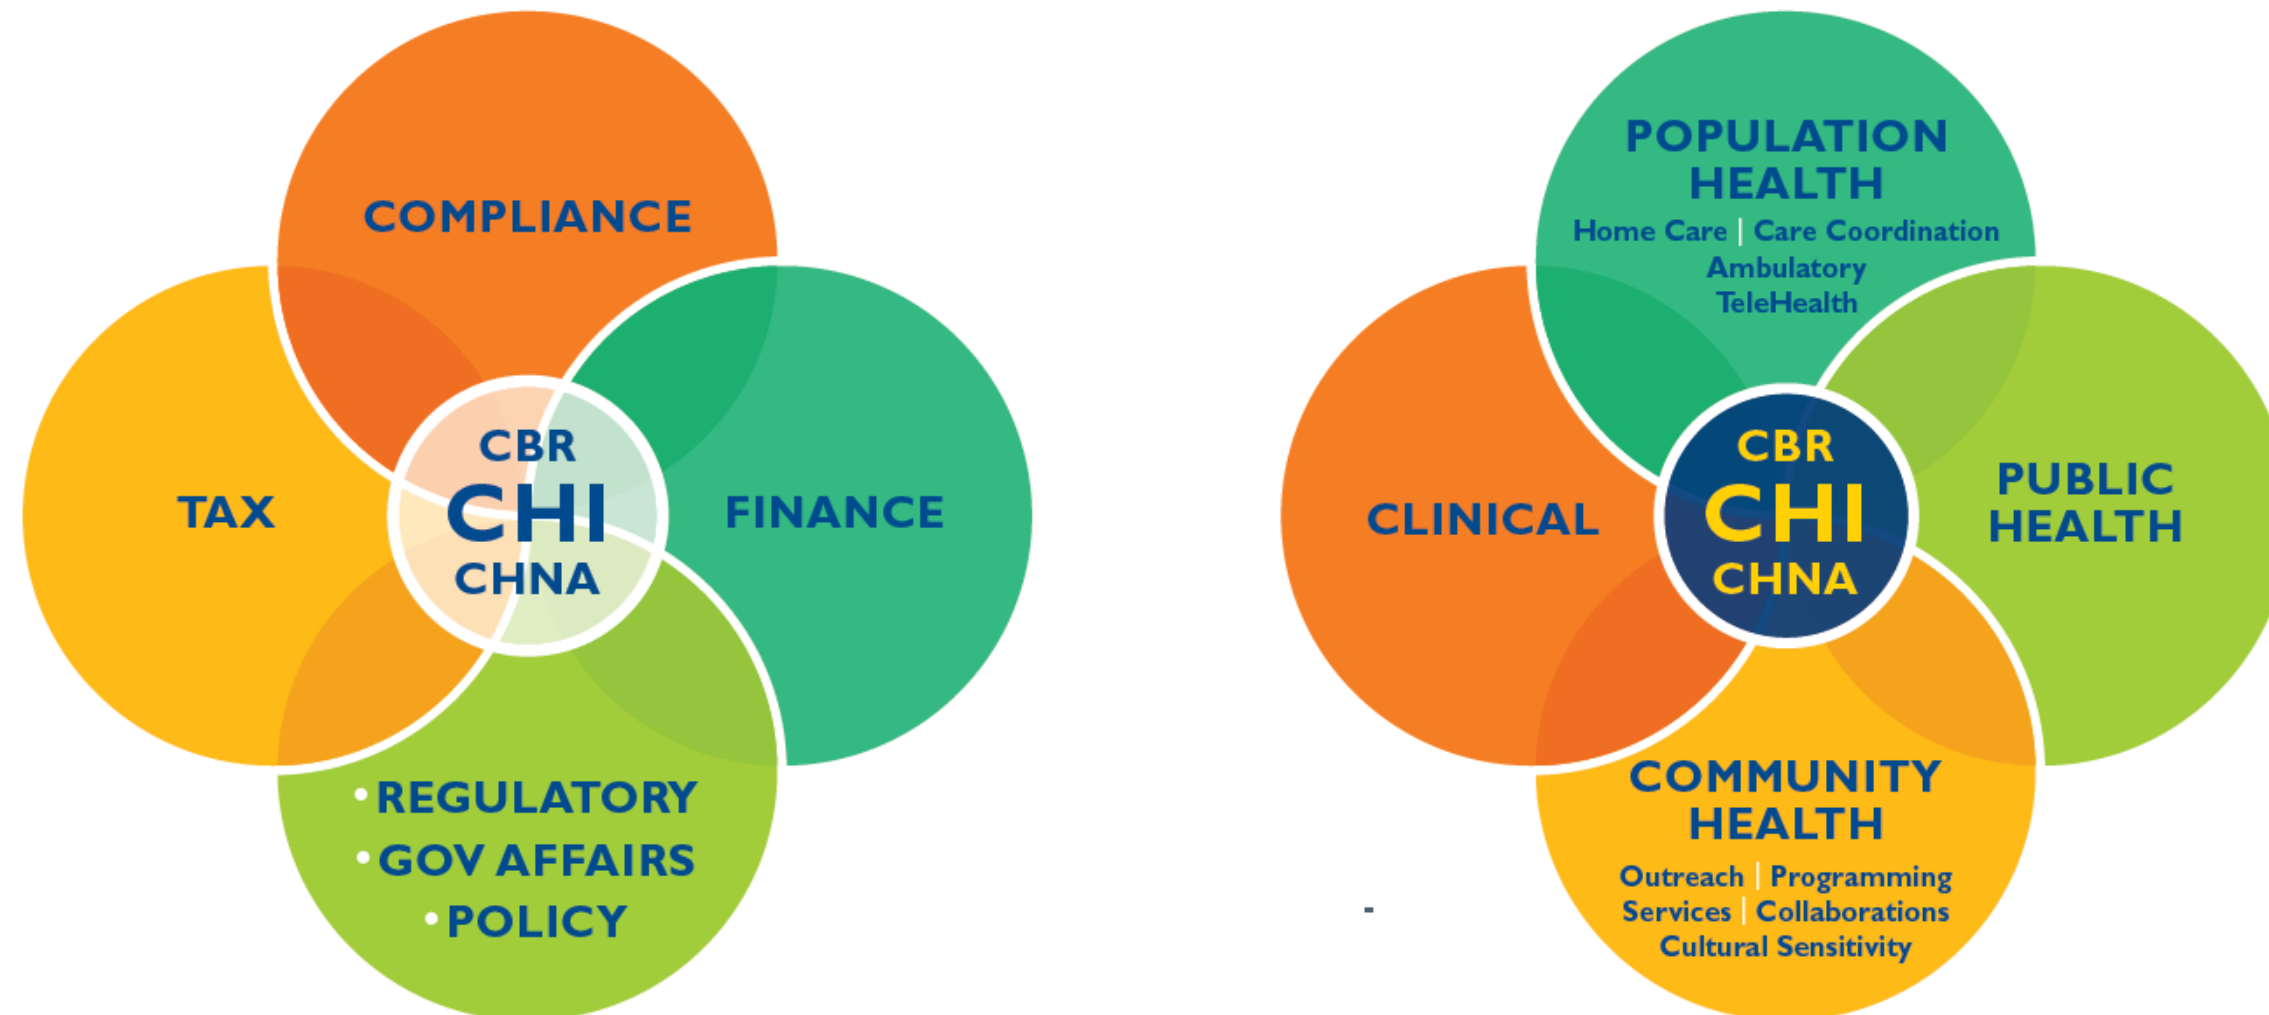 COMPLIANCE
TAX
CBR
CHI
CHNA
FINANCE
• REGULATORY
• GOV AFFAIRS
• POLICY
POPULATION
HEALTH
Home Care | Care Coordination
Ambulatory
TeleHealth
CLINICAL
CBR
CHI
CHNA
PUBLIC
HEALTH
COMMUNITY
HEALTH
Outreach | Programming
Services | Collaborations
Cultural Sensitivity
-